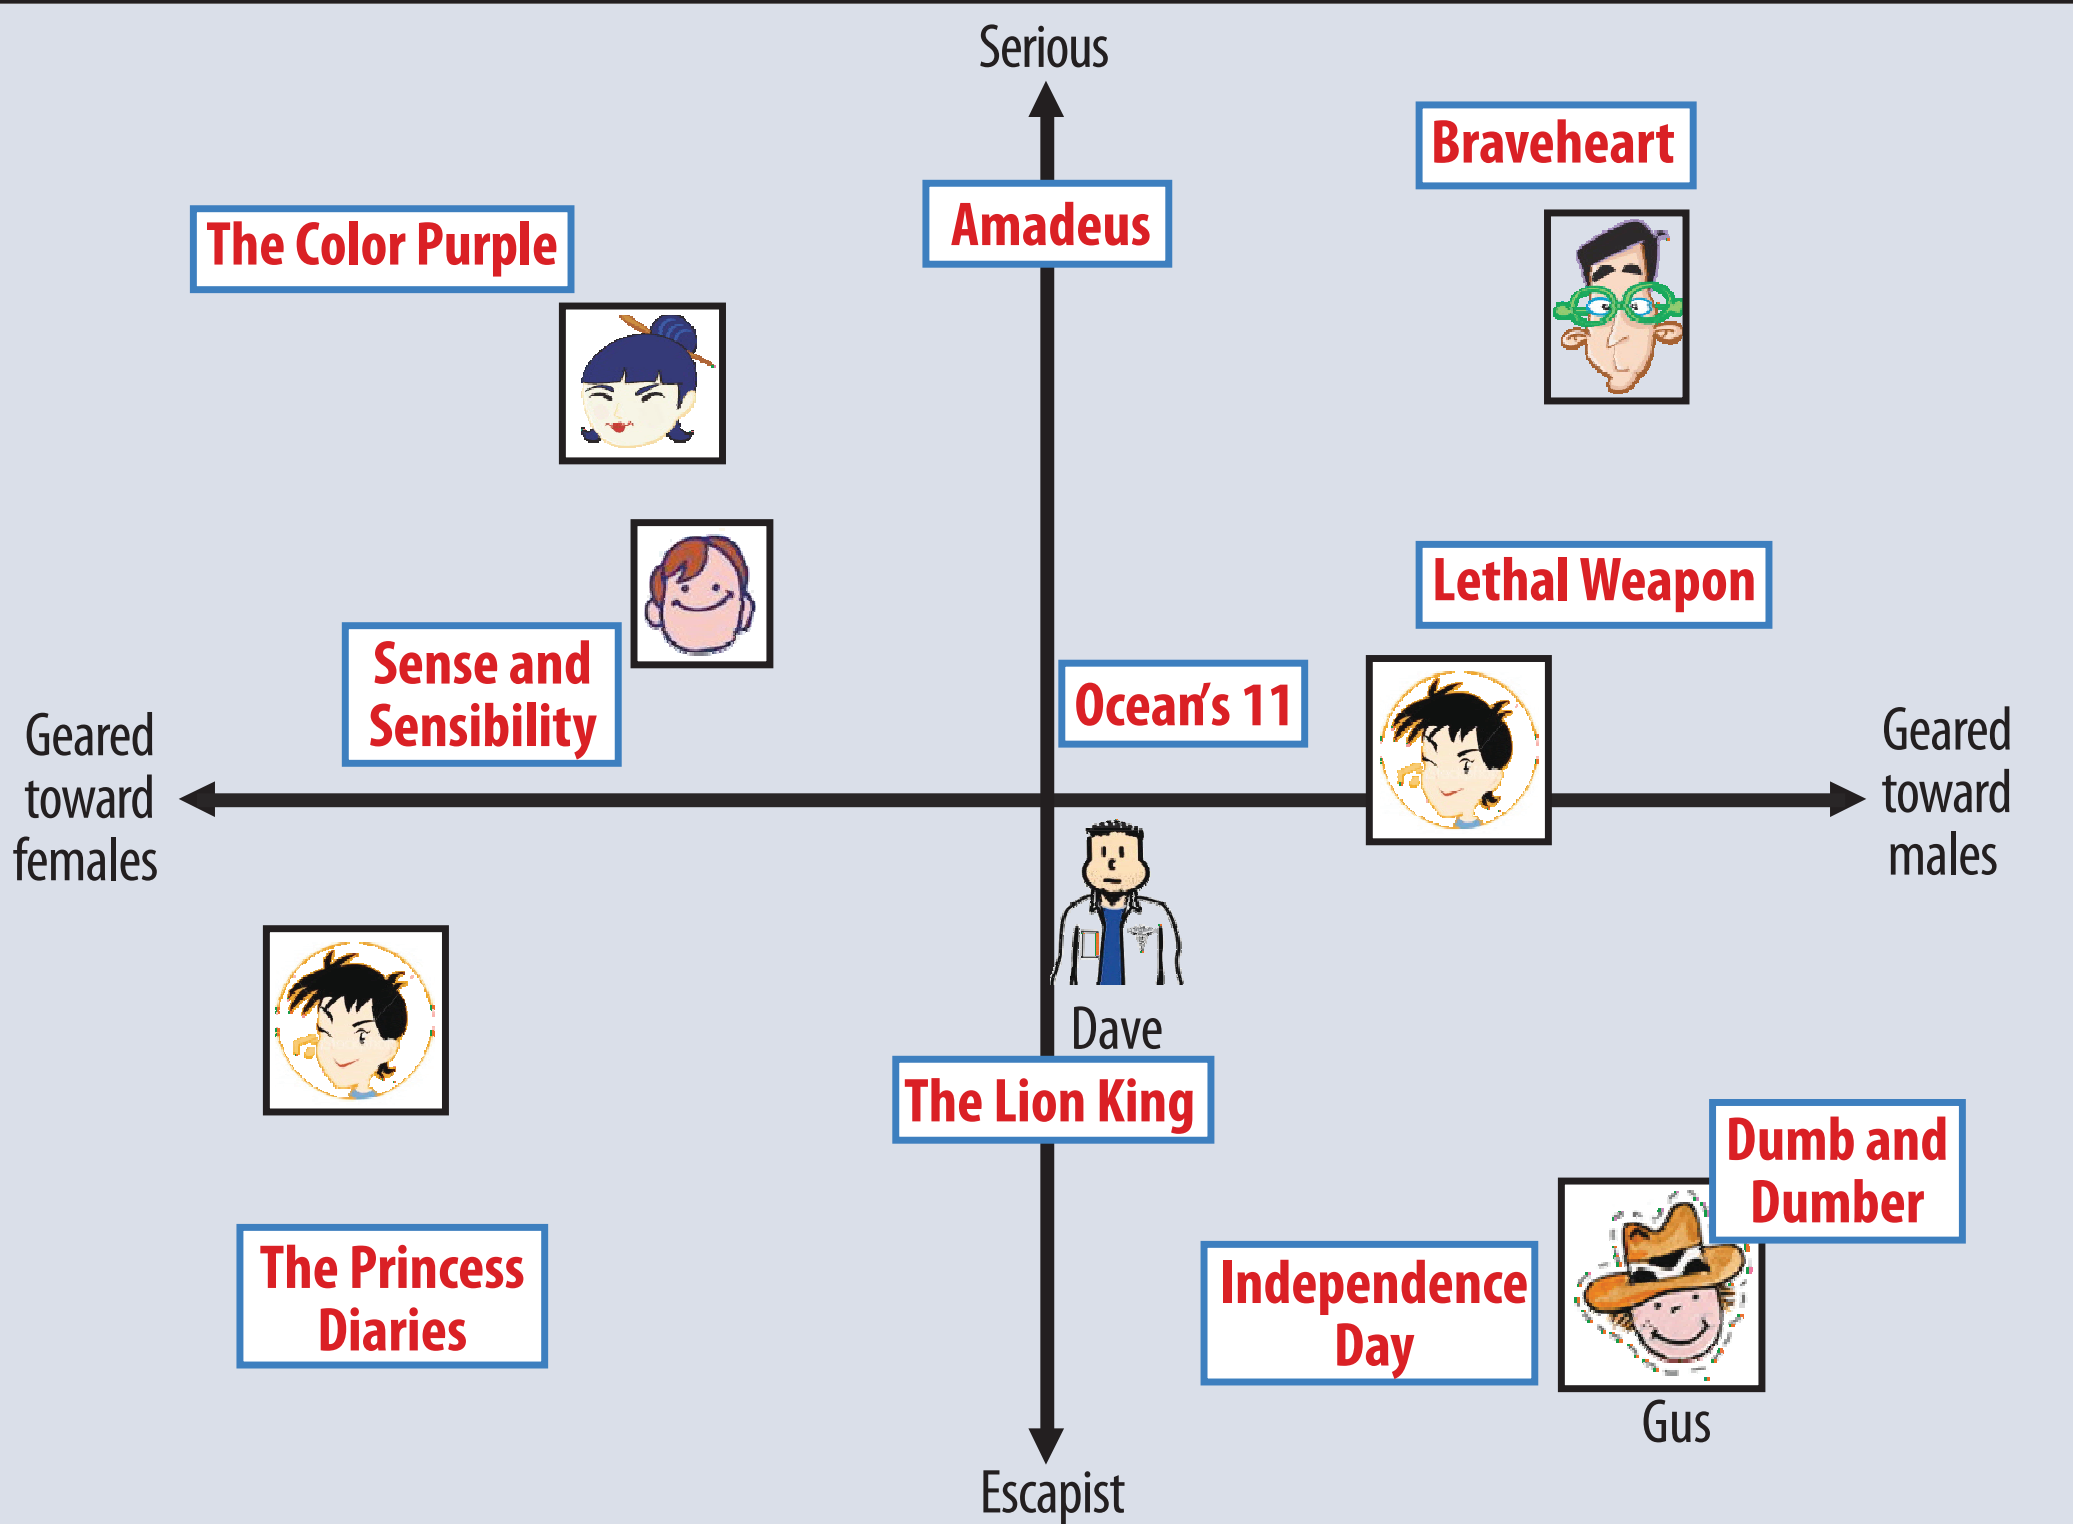 Serious
Braveheart
Amadeus
The Color Purple
Lethal Weapon
Sense and
Sensibility
Ocean's 11
Geared
toward
females
Geared
toward
males
Dave
The Lion King
Dumb and
Dumber
The Princess
Diaries
Independence
Day
Gus
Escapist